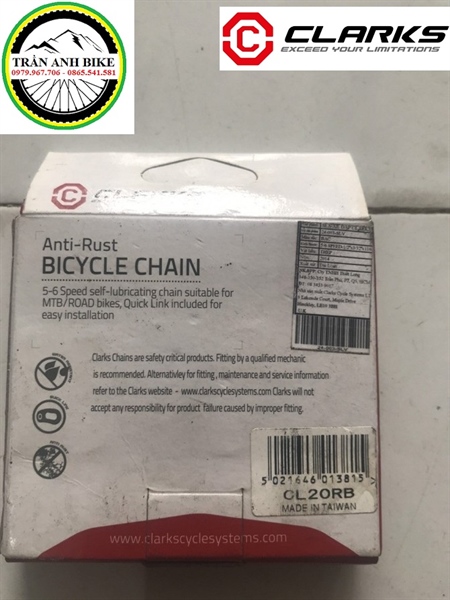 TRẦN ANH BIKE
0979.967.706 - 0865.541.581
CLARKS
EXCEED YOUR LIMITATIONS
CLARKS
Anti-Rust
BICYCLE CHAIN
5-6 Speed self-lubricating chain suitable for
MTB/ROAD bikes, Quick Link included for
easy installation
Clarks Chains are safety critical products. Fitting by a qualified mechanic
is recommended. Alternativley for fitting , maintenance and service information
refer to the Clarks website - www.clarkscyclesystems.com Clarks will not
accept any responsibility for product failure caused by improper fitting.
5 021646 013815
CL20RB
MADE IN TAIWAN
www.clarkscyclesystems.com